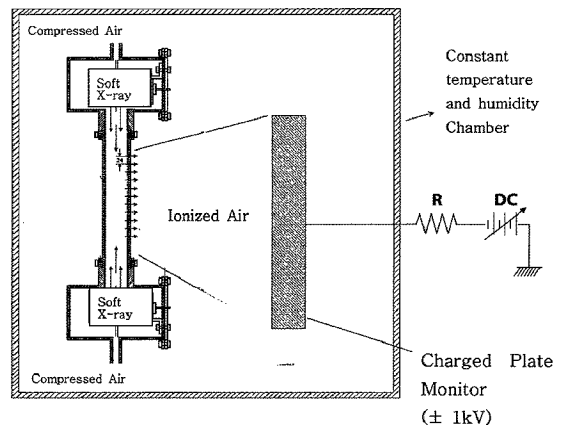 Compressed Air
Soft
X-ray
Ionized Air
Soft
X-ray
Compressed Air
Constant
temperature
and humidity
Chamber
R
DC
Charged Plate
Monitor
(± 1kV)